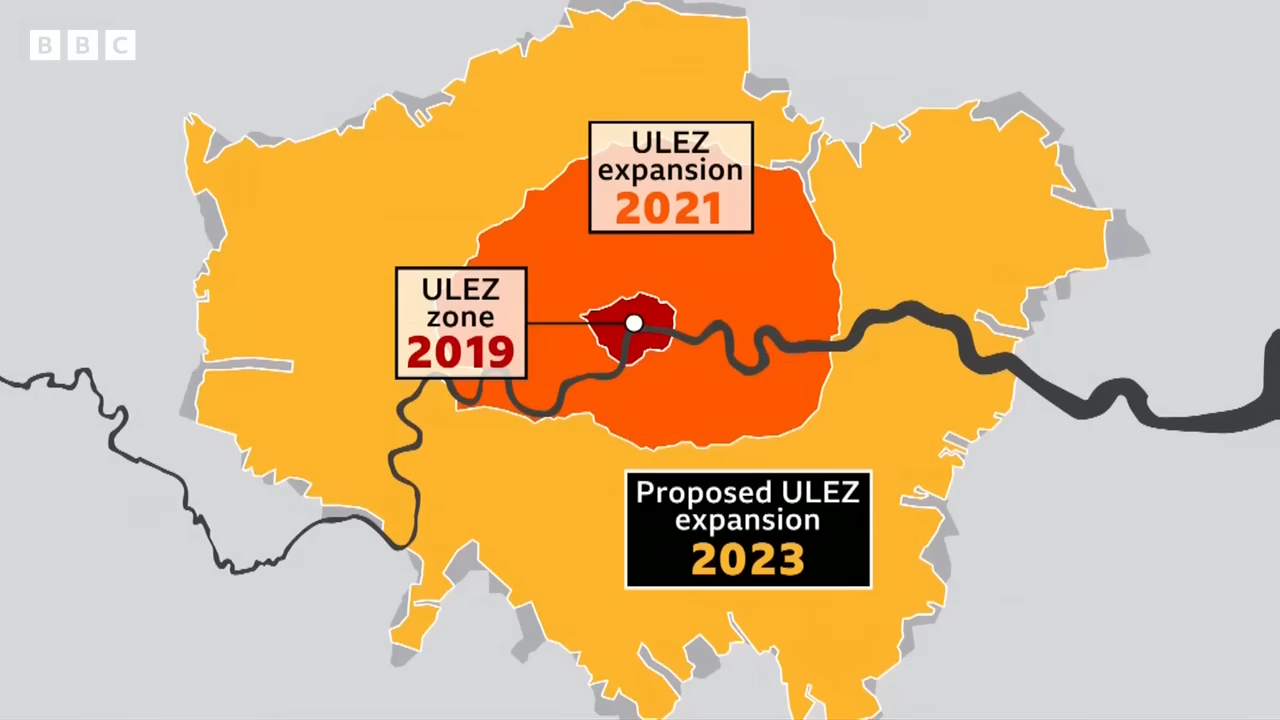 BBC
ULEZ
expansion
2021
ULEZ
zone
2019
Proposed ULEZ
expansion
2023